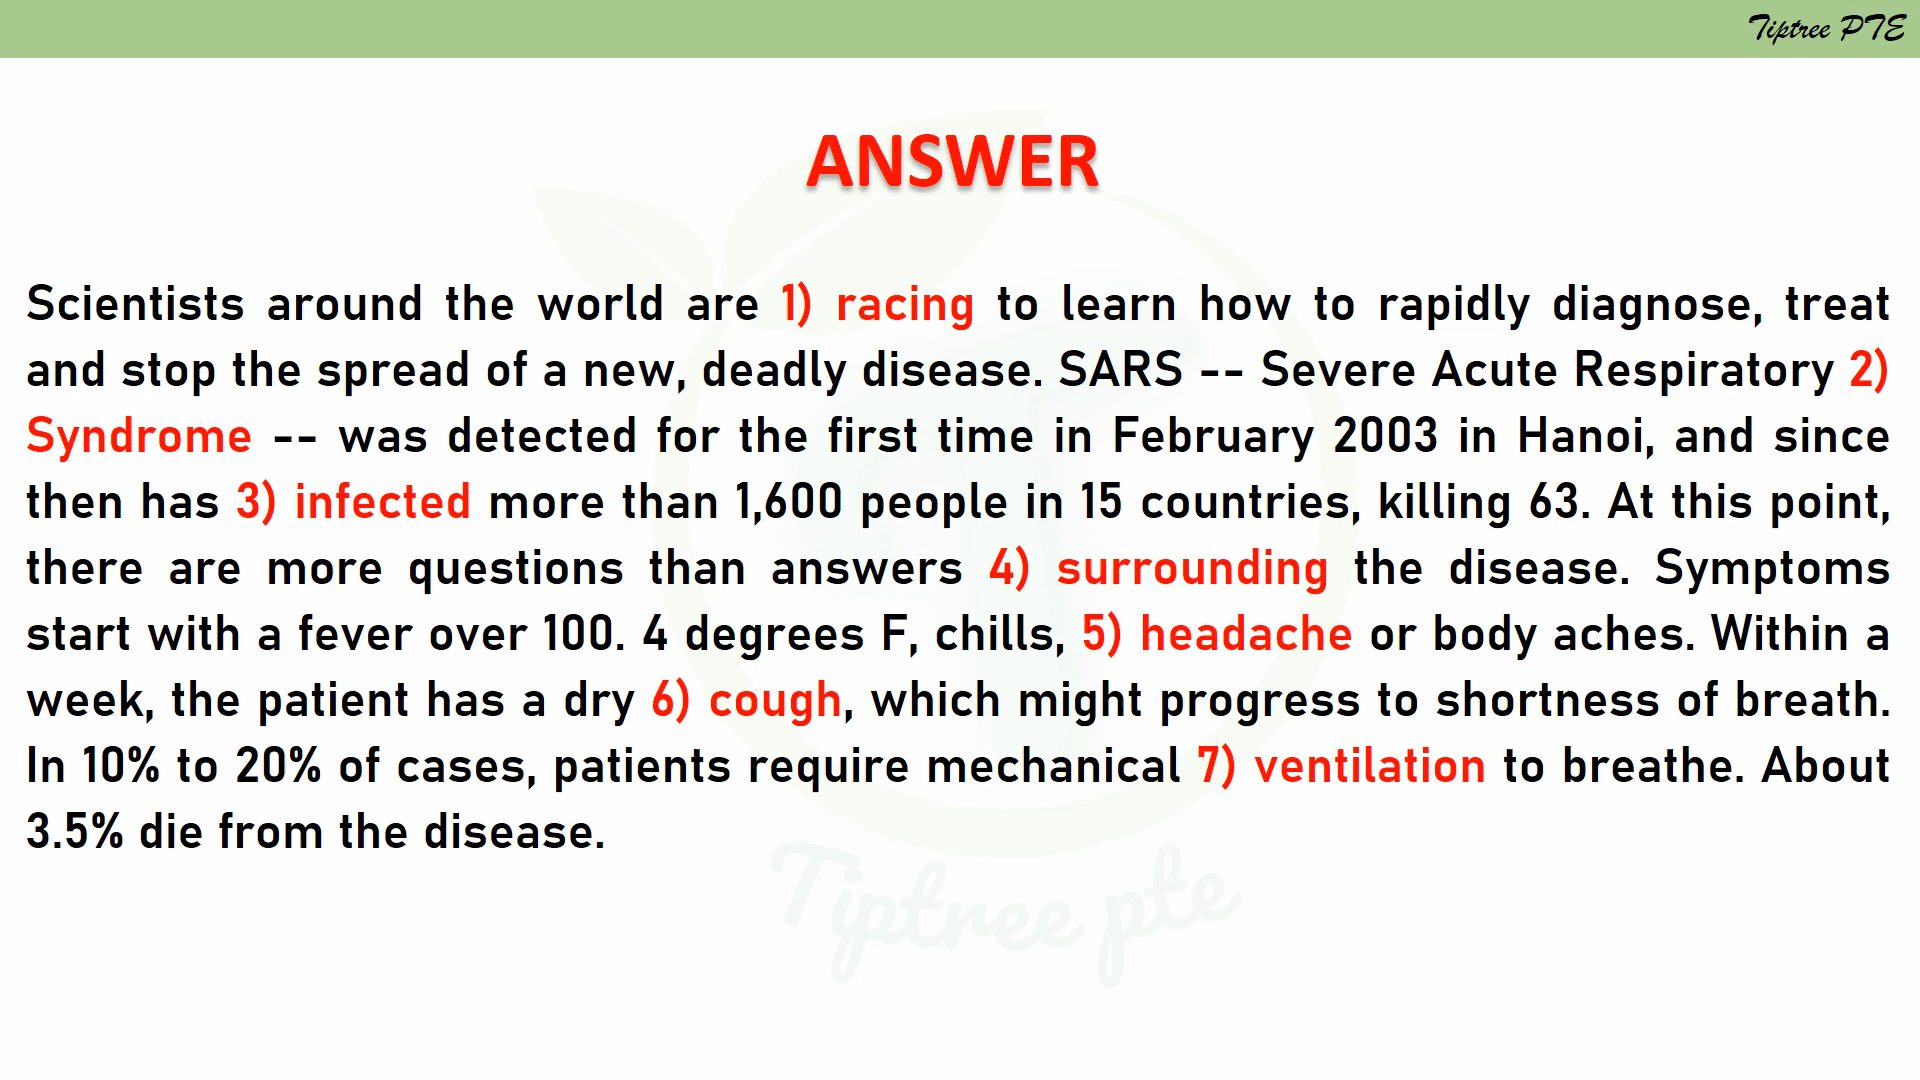 Tiptree PTE
ANSWER
Scientists around the world are 1) racing to learn how to rapidly diagnose, treat
and stop the spread of a new, deadly disease. SARS -- Severe Acute Respiratory 2)
Syndrome -- was detected for the first time in February 2003 in Hanoi, and since
then has 3) infected more than 1,600 people in 15 countries, killing 63. At this point,
there are more questions than answers 4) surrounding the disease. Symptoms
start with a fever over 100. 4 degrees F, chills, 5) headache or body aches. Within a
week, the patient has a dry 6) cough, which might progress to shortness of breath.
In 10% to 20% of cases, patients require mechanical 7) ventilation to breathe. About
3.5% die from the disease.
Tiptree pte